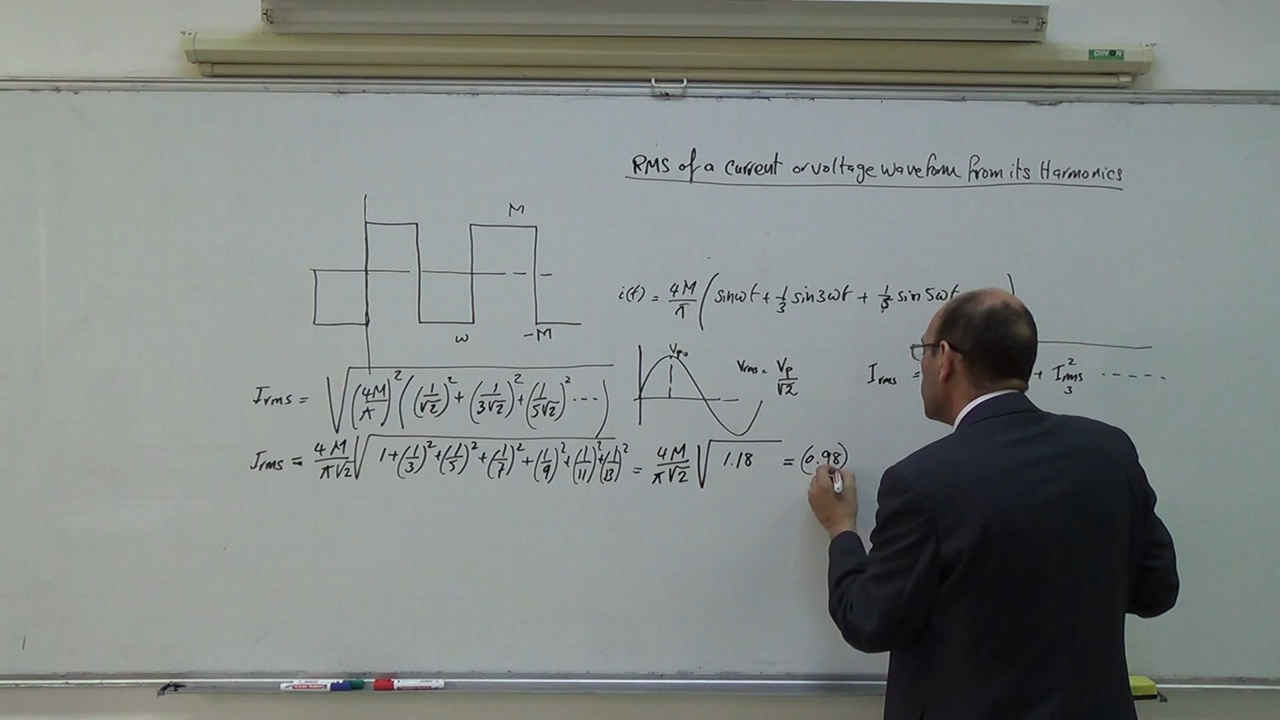 DINON
RMS of a current or voltage waveform from its Harmonics
M
ω
-M
i(t) = 4M/π (sinωt + 1/3 sin3ωt + 1/5 sin5ωt )
Vp
Vrms = Vp/√2
Irms = + I²rms3 -----
Irms = √((4M/π)² ((1/√2)² + (1/3√2)² + (1/5√2)² ---)
Irms = 4M/π√2 √(1+(1/3)²+(1/5)²+(1/7)²+(1/9)²+(1/11)²+(1/13)²) = 4M/π√2 √1.18 = (0.98)